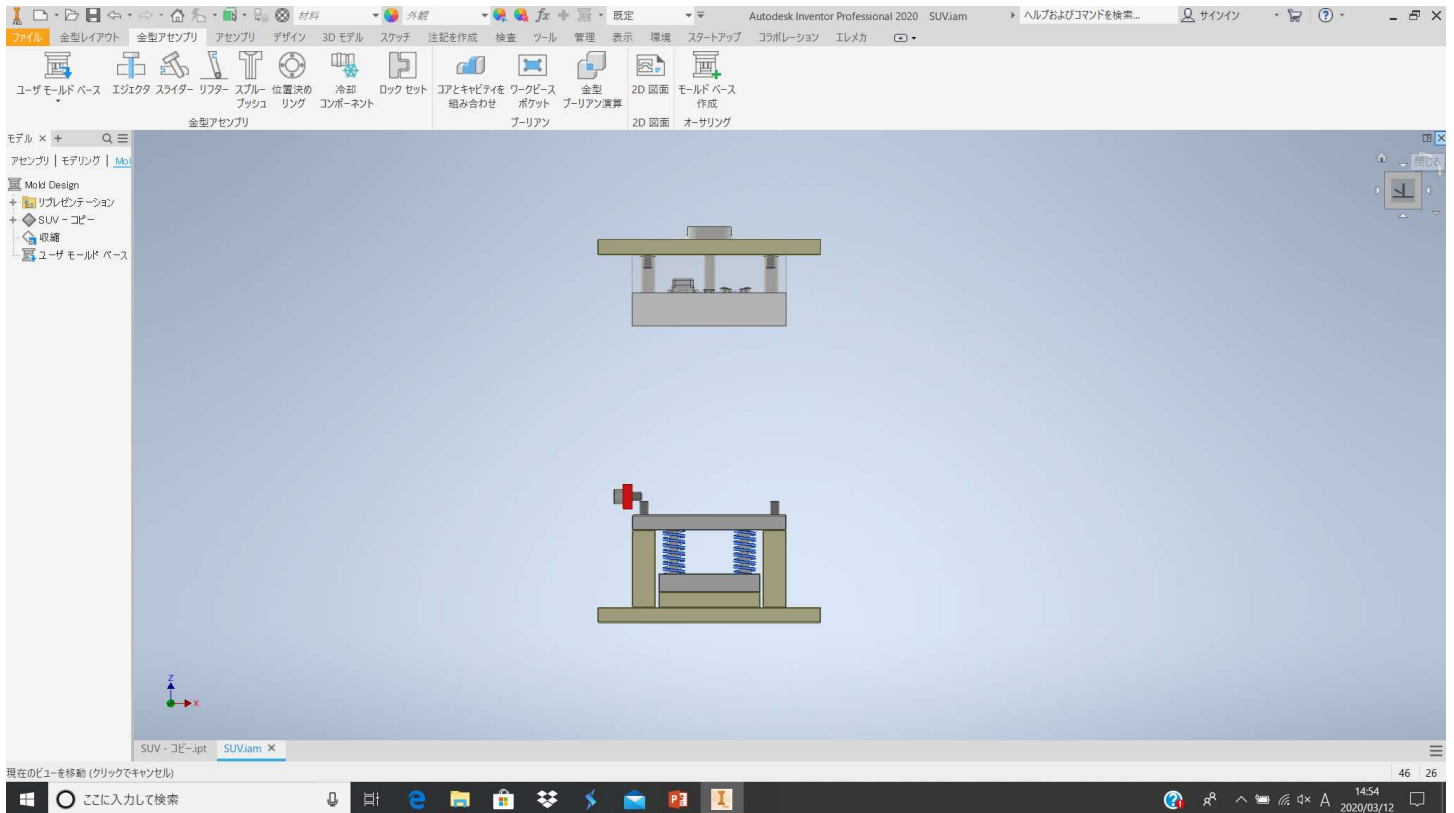 材料 外観 fx 既定 Autodesk Inventor Professional 2020 SUV.iam ヘルプおよびコマンドを検索... サインイン
ファイル 金型レイアウト 金型アセンブリ アセンブリ デザイン 3D モデル スケッチ 注記を作成 検査 ツール 管理 表示 環境 スタートアップ コラボレーション エレメカ
ユーザ モールド ベース エジェクタ スライダー リフター スプルー ブッシュ 位置決め リング 冷却 コンポーネント ロック セット コアとキャビティを 組み合わせ ワークピース ポケット 金型 ブーリアン演算 2D 図面 モールド ベース 作成
金型アセンブリ ブーリアン 2D 図面 オーサリング
モデル × +
アセンブリ モデリング Mol
閉じる
Mold Design
リプレゼンテーション
SUV - コピー
収縮
ユーザ モールド ベース
Z
X
SUV - コピー.ipt SUV.iam ×
現在のビューを移動 (クリックでキャンセル) 46 26
ここに入力して検索 A 14:54
2020/03/12